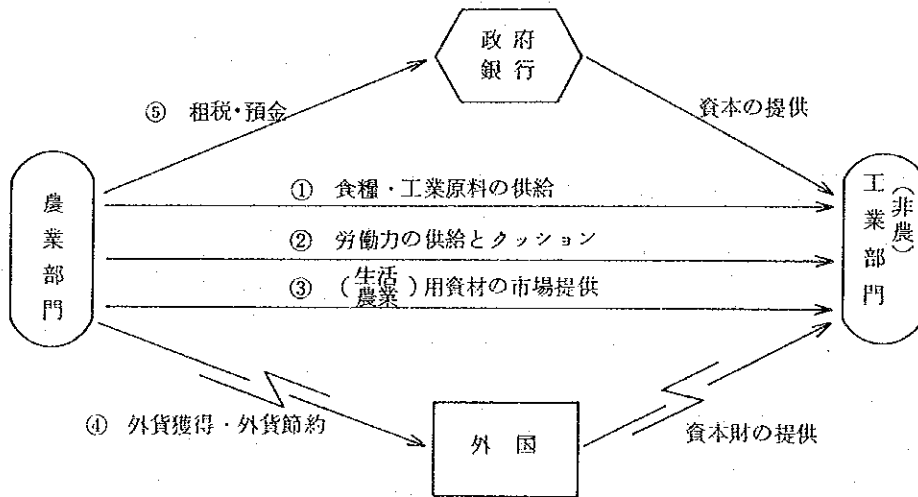 政府
銀行
⑤ 租税・預金
資本の提供
農業部門
① 食糧・工業原料の供給
② 労働力の供給とクッション
③ (生活
農業)用資材の市場提供
工業部門
(非農)
④ 外貨獲得・外貨節約
外国
資本財の提供